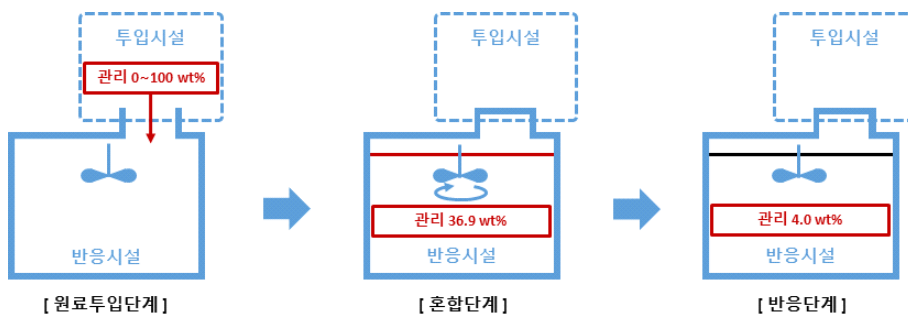 투입시설
관리 0~100 wt%
반응시설
[ 원료투입단계 ]
투입시설
관리 36.9 wt%
반응시설
[ 혼합단계 ]
투입시설
관리 4.0 wt%
반응시설
[ 반응단계 ]